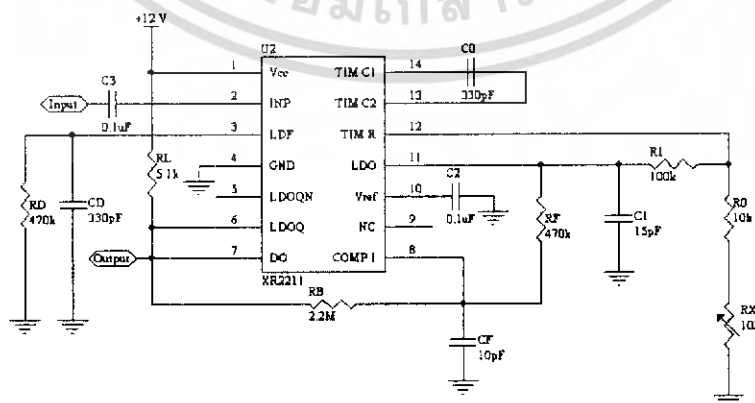 +12 V
U2
XR2211
1 Vcc
2 INP
3 LDF
4 GND
5 LDOQN
6 LDOQ
7 DO
14 TIM C1
13 TIM C2
12 TIM R
11 LDO
10 Vref
9 NC
8 COMP I
Input
C3
0.1uF
C0
330pF
RL
5.1k
RD
470k
CD
330pF
Output
RB
2.2M
C2
0.1uF
RF
470k
CF
10pF
C1
15pF
R1
100k
R0
10k
RX